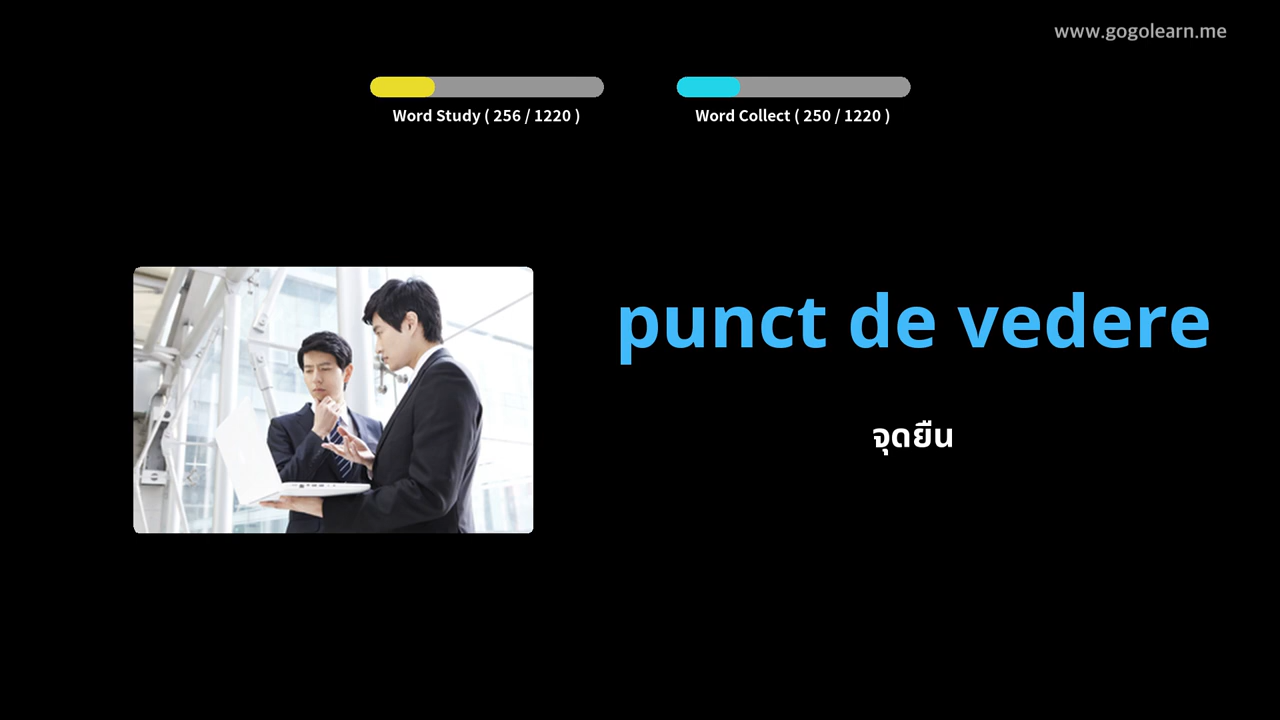 www.gogolearn.me
Word Study ( 256 / 1220 )
Word Collect ( 250 / 1220 )
punct de vedere
จุดยืน